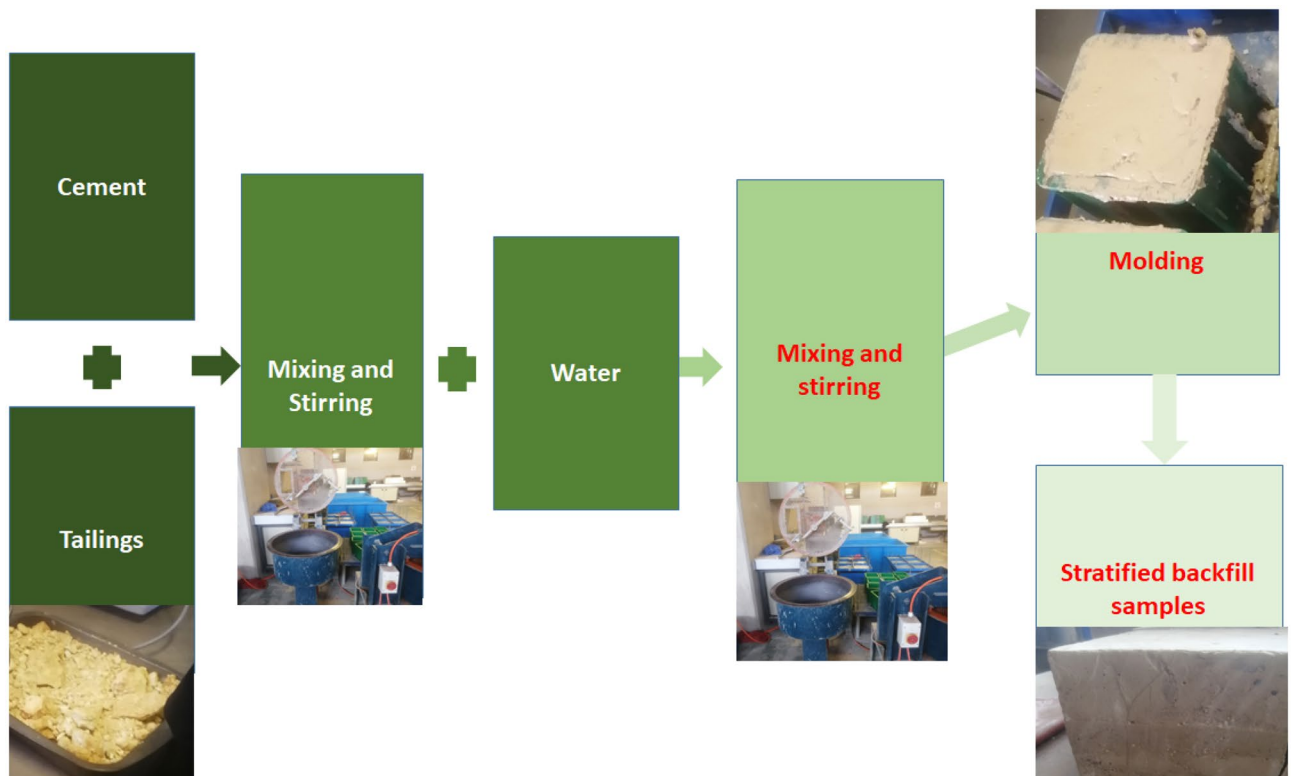 Cement
Tailings
Mixing and
Stirring
Water
Mixing and
stirring
Molding
Stratified backfill
samples